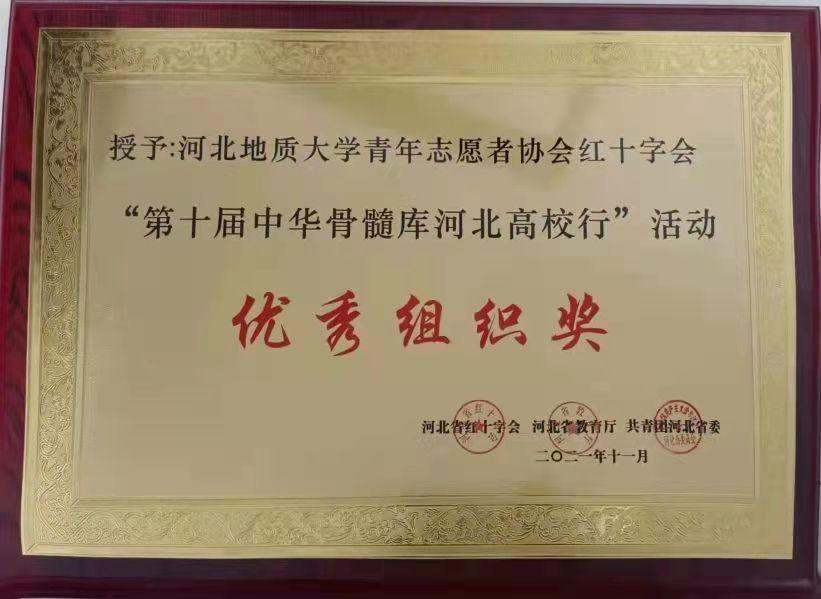 授予:河北地质大学青年志愿者协会红十字会
“第十届中华骨髓库河北高校行”活动
优秀组织奖
河北省红十字会 河北省教育厅 共青团河北省委
二〇二一年十一月